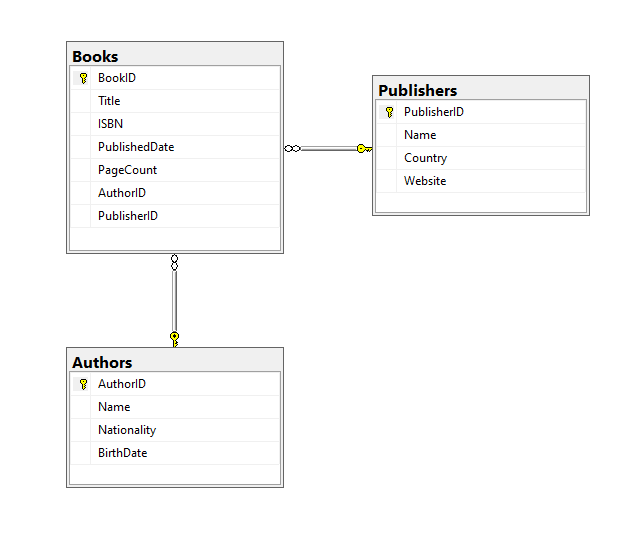 Books
BookID
Title
ISBN
PublishedDate
PageCount
AuthorID
PublisherID
Publishers
PublisherID
Name
Country
Website
Authors
AuthorID
Name
Nationality
BirthDate